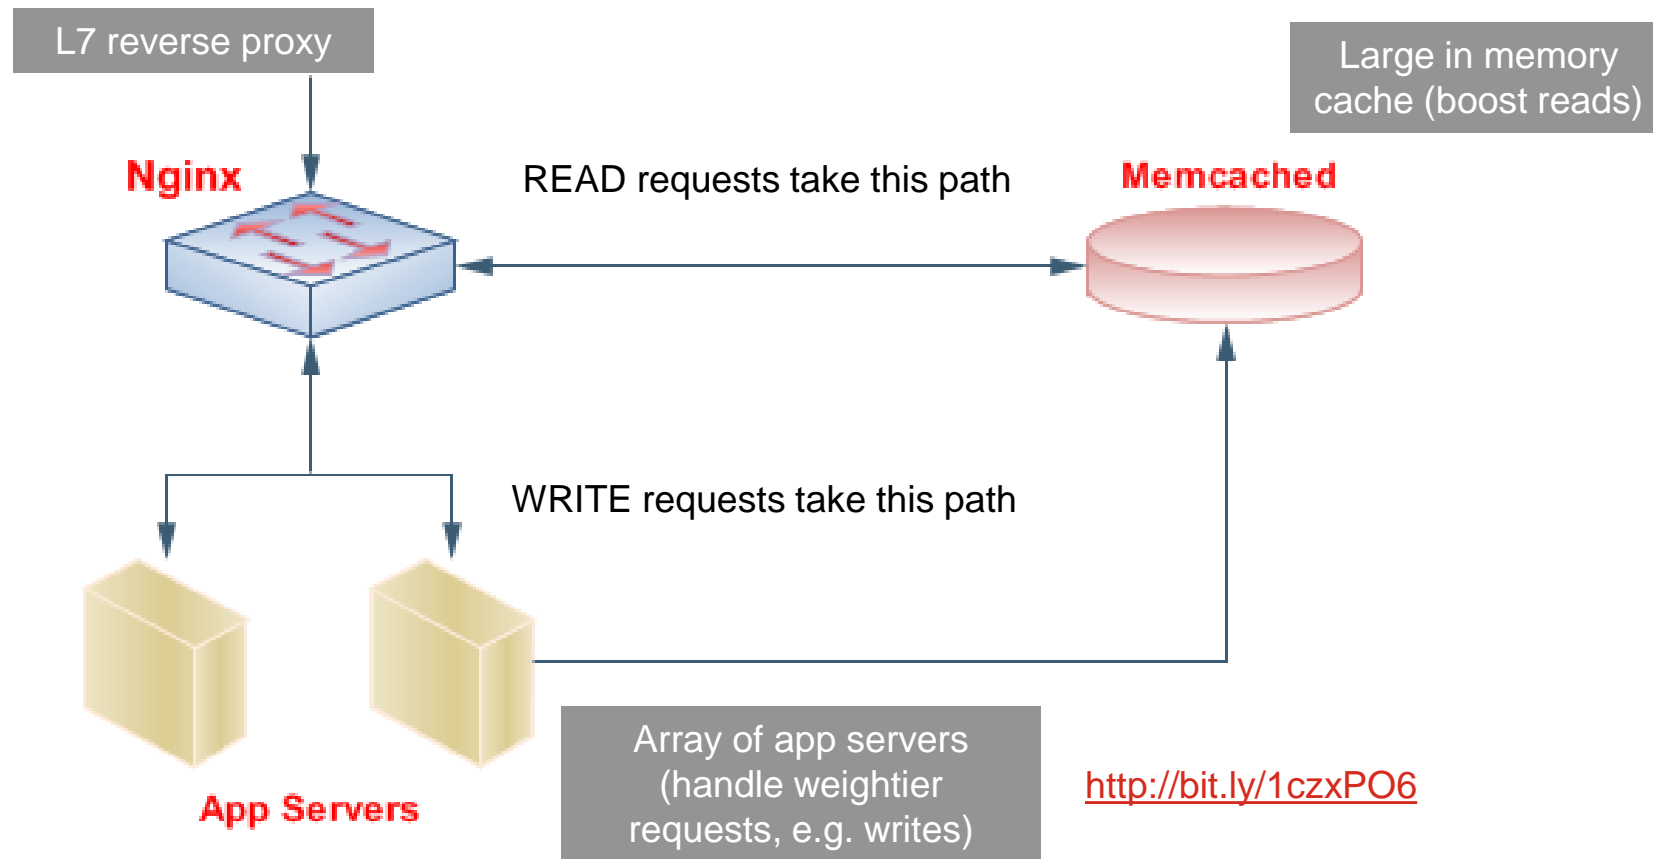 L7 reverse proxy
Large in memory
cache (boost reads)
Nginx
READ requests take this path
Memcached
WRITE requests take this path
Array of app servers
(handle weightier
requests, e.g. writes)
http://bit.ly/1czxPO6
App Servers